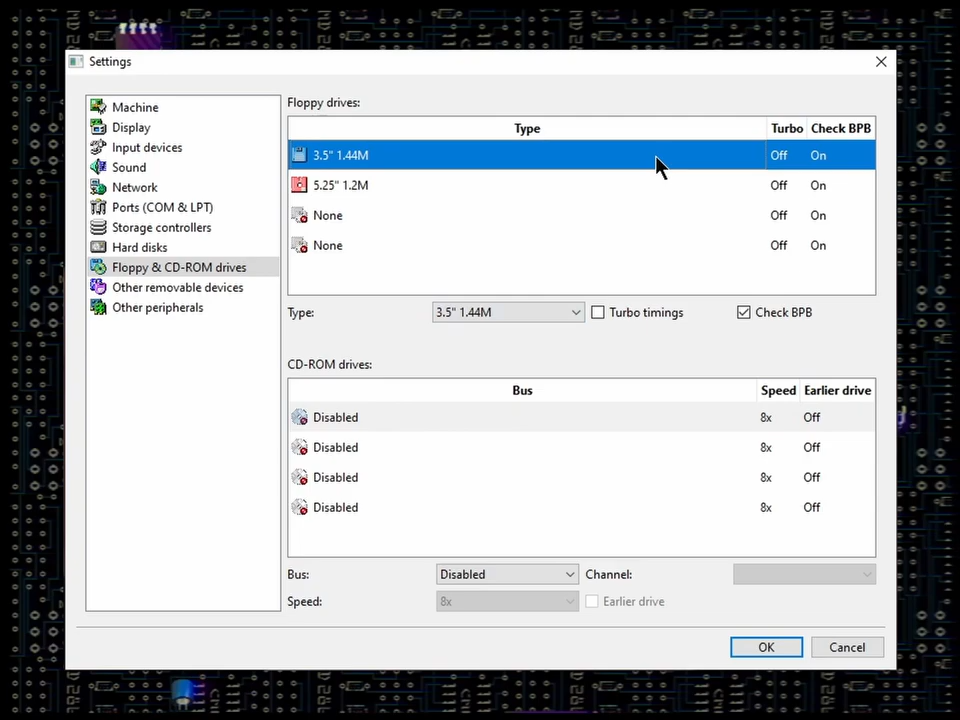 Settings
Machine
Display
Input devices
Sound
Network
Ports (COM & LPT)
Storage controllers
Hard disks
Floppy & CD-ROM drives
Other removable devices
Other peripherals
Floppy drives:
Type Turbo Check BPB
3.5" 1.44M Off On
5.25" 1.2M Off On
None Off On
None Off On
Type: 3.5" 1.44M Turbo timings Check BPB
CD-ROM drives:
Bus Speed Earlier drive
Disabled 8x Off
Disabled 8x Off
Disabled 8x Off
Disabled 8x Off
Bus: Disabled Channel:
Speed: 8x Earlier drive
OK Cancel